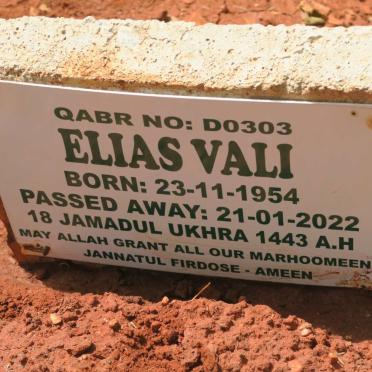 QABR NO: D0303
ELIAS VALI
BORN: 23-11-1954
PASSED AWAY: 21-01-2022
18 JAMADUL UKHRA 1443 A.H
MAY ALLAH GRANT ALL OUR MARHOOMEEN
JANNATUL FIRDOSE - AMEEN